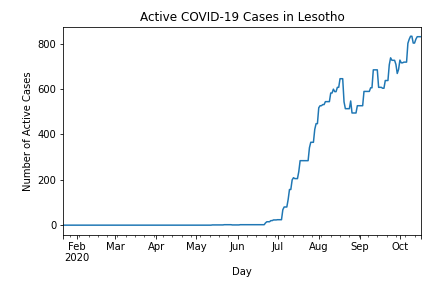 Active COVID-19 Cases in Lesotho
Number of Active Cases
800
600
400
200
0
Feb Mar Apr May Jun Jul Aug Sep Oct
2020
Day